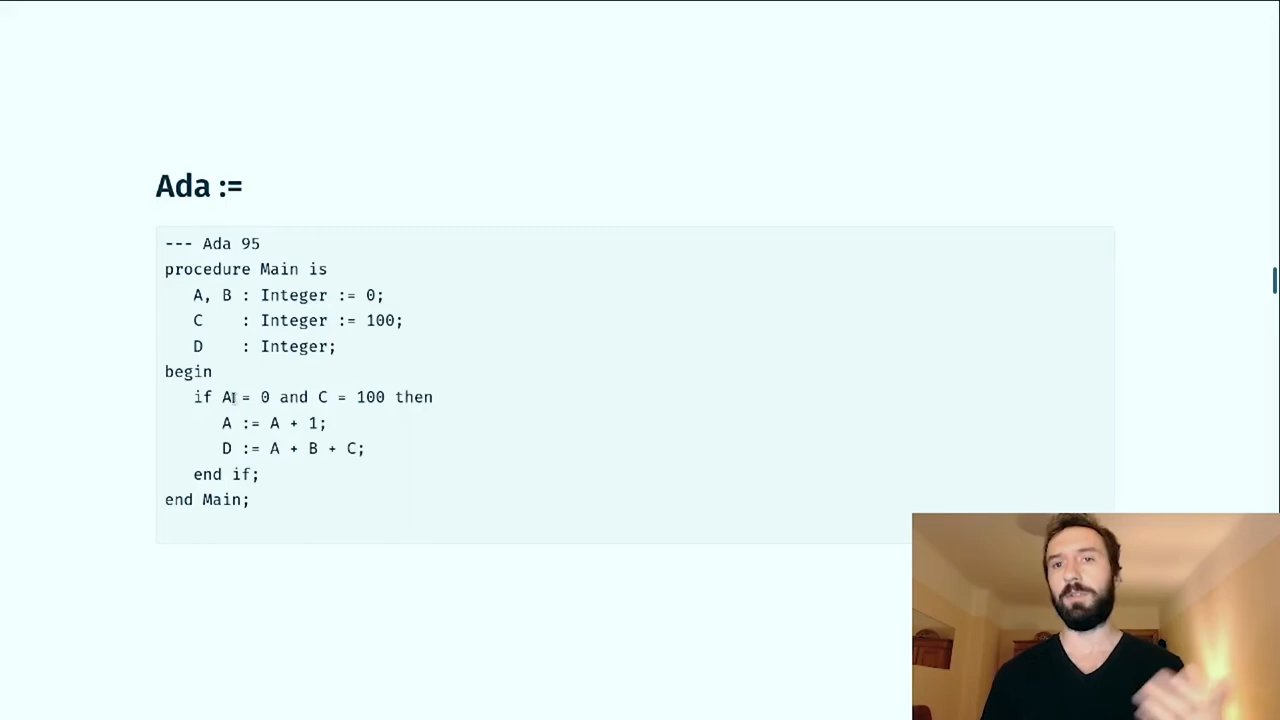 Ada :=
--- Ada 95
procedure Main is
   A, B : Integer := 0;
   C    : Integer := 100;
   D    : Integer;
begin
   if A = 0 and C = 100 then
      A := A + 1;
      D := A + B + C;
   end if;
end Main;